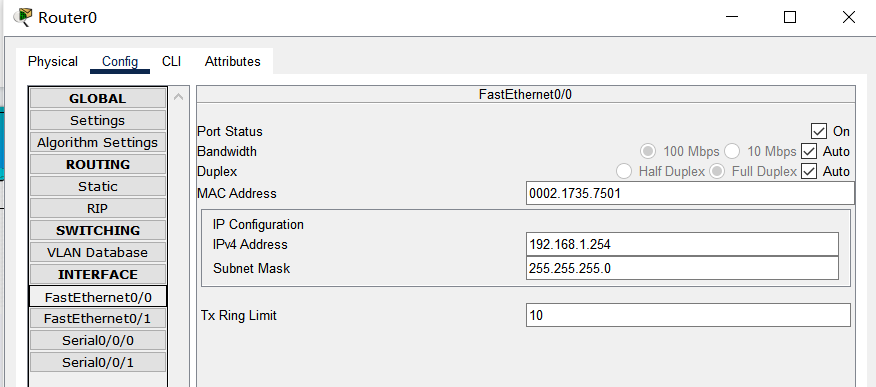 Router0
Physical Config CLI Attributes
GLOBAL
Settings
Algorithm Settings
ROUTING
Static
RIP
SWITCHING
VLAN Database
INTERFACE
FastEthernet0/0
FastEthernet0/1
Serial0/0/0
Serial0/0/1
FastEthernet0/0
Port Status On
Bandwidth 100 Mbps 10 Mbps Auto
Duplex Half Duplex Full Duplex Auto
MAC Address 0002.1735.7501
IP Configuration
IPv4 Address 192.168.1.254
Subnet Mask 255.255.255.0
Tx Ring Limit 10